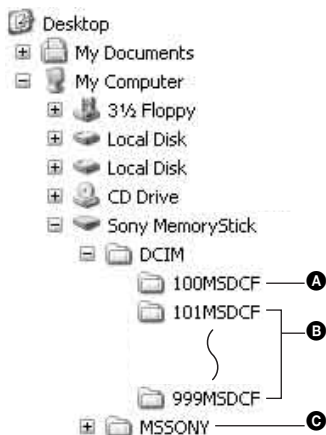 Desktop
My Documents
My Computer
3½ Floppy
Local Disk
Local Disk
CD Drive
Sony MemoryStick
DCIM
100MSDCF A
101MSDCF
B
999MSDCF
MSSONY C